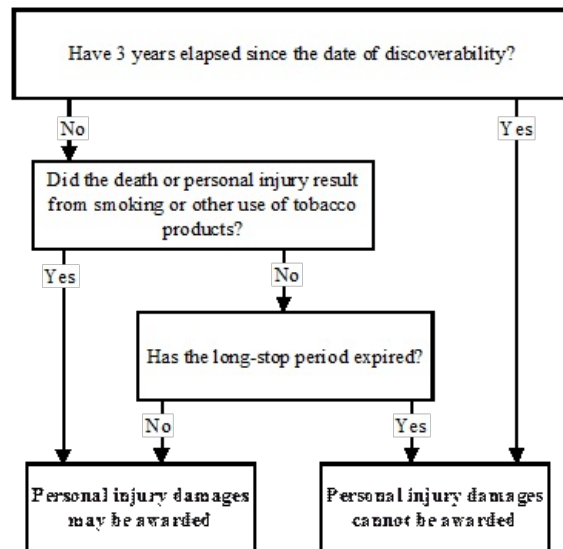 Have 3 years elapsed since the date of discoverability?
No
Yes
Did the death or personal injury result
from smoking or other use of tobacco
products?
Yes
No
Has the long-stop period expired?
No
Yes
Personal injury damages
may be awarded
Personal injury damages
cannot be awarded